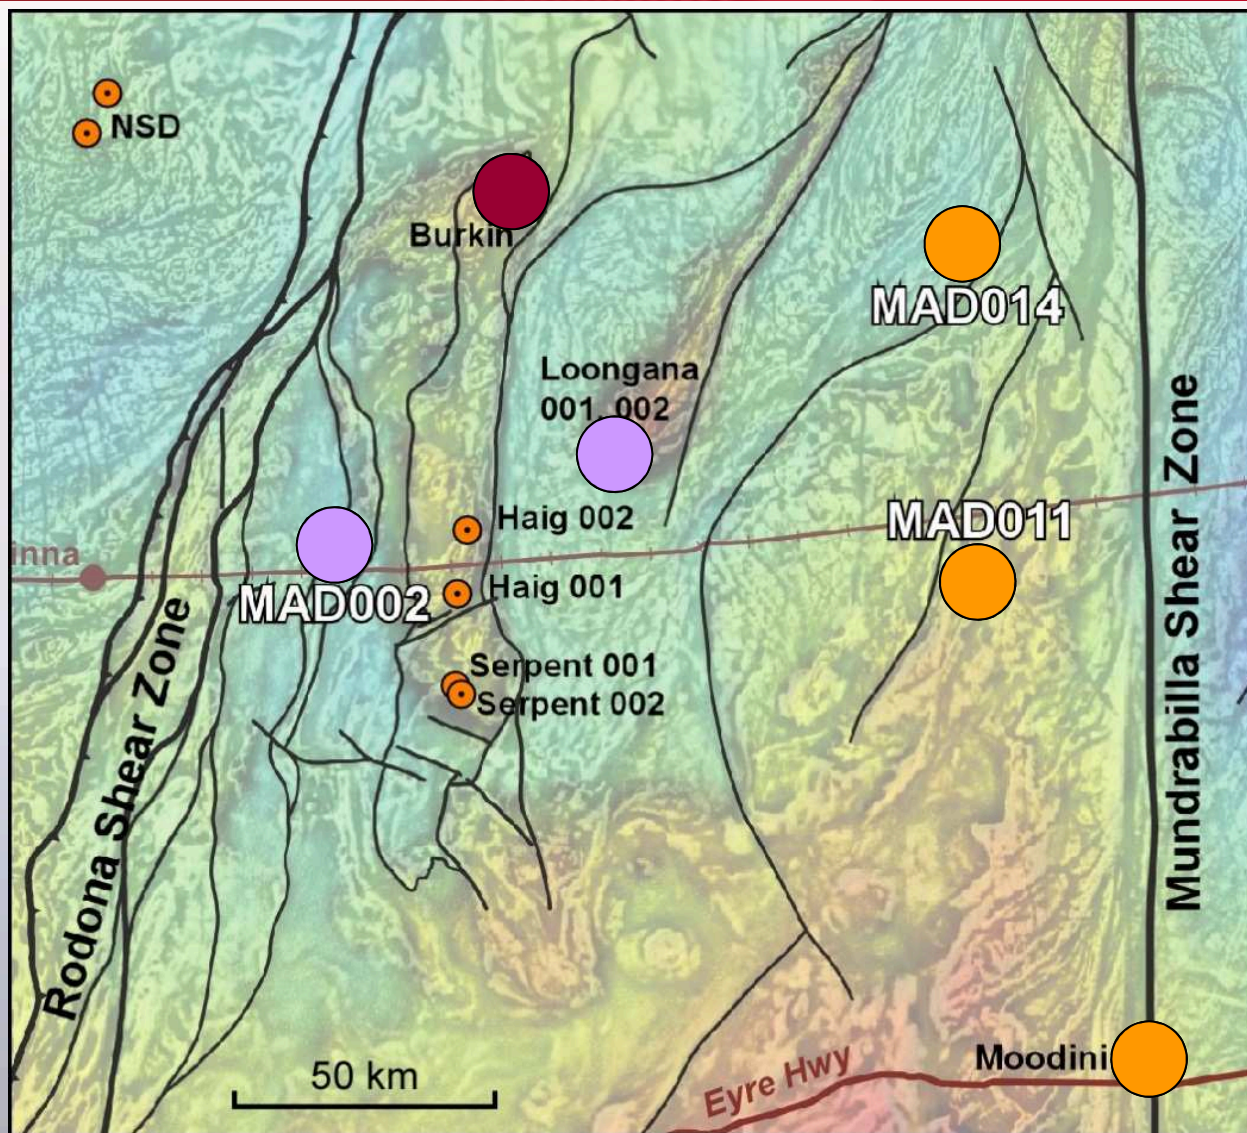 NSD
Burkin
MAD014
Loongana
001, 002
Haig 002
MAD011
inna
Haig 001
MAD002
Serpent 001
Serpent 002
Rodona Shear Zone
Mundrabilla Shear Zone
50 km
Eyre Hwy
Moodini